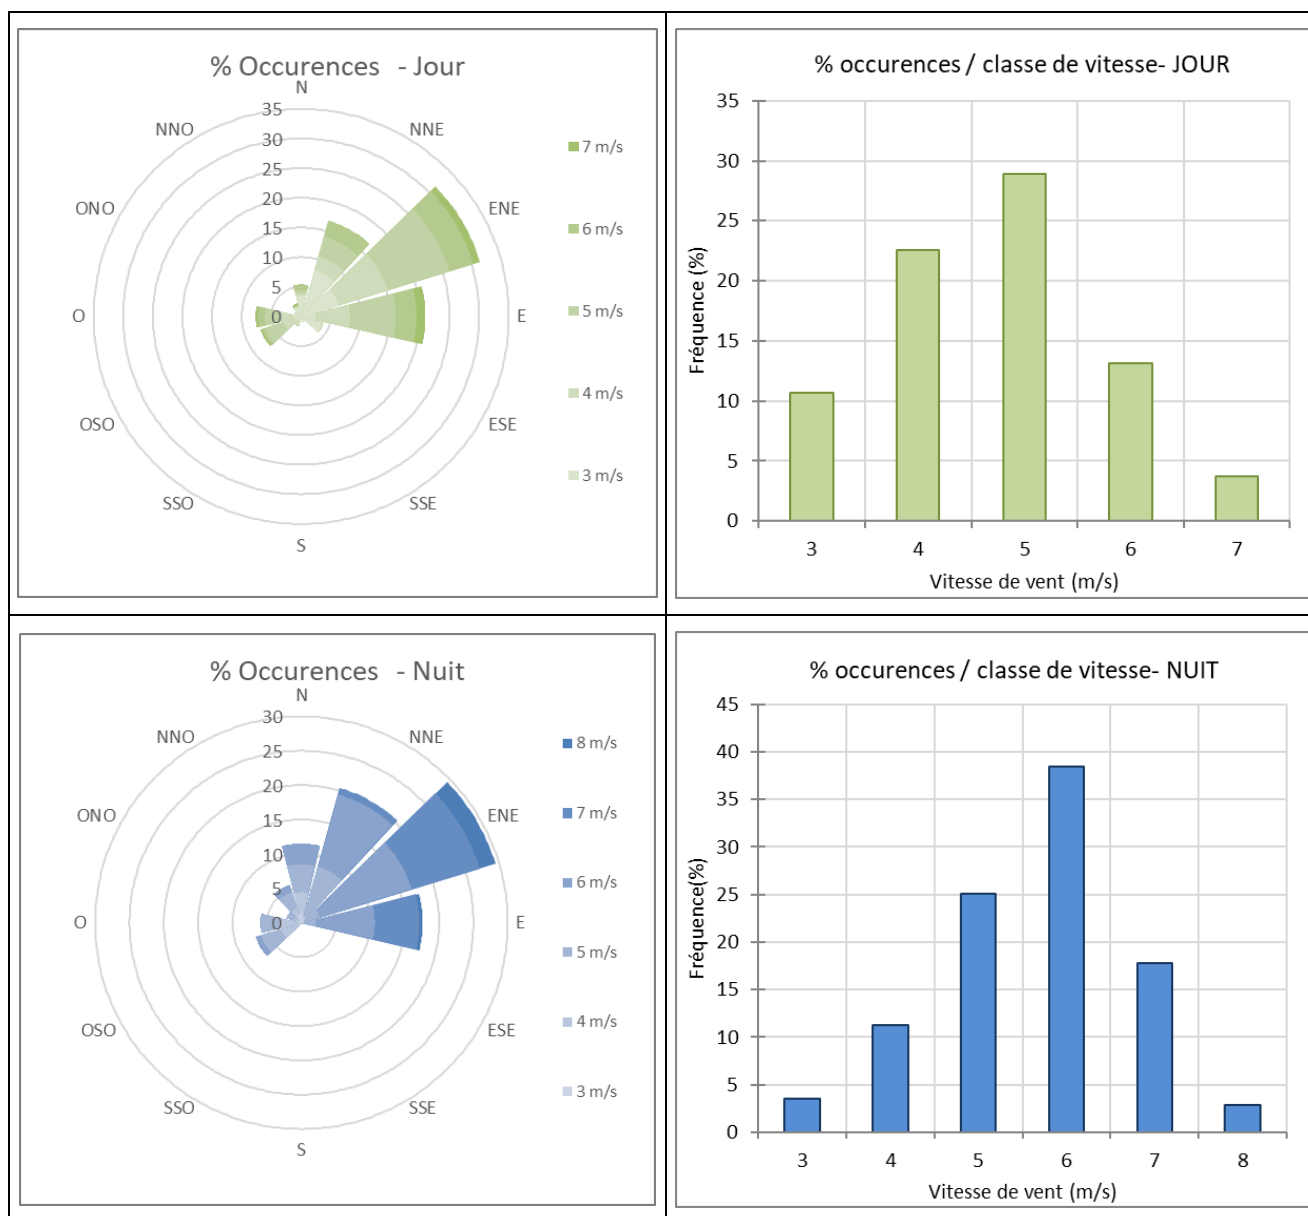 % Occurences - Jour
N
NNE
ENE
E
ESE
SSE
S
SSO
OSO
O
ONO
NNO
35
30
25
20
15
10
5
0
7 m/s
6 m/s
5 m/s
4 m/s
3 m/s
% occurences / classe de vitesse- JOUR
Fréquence (%)
35
30
25
20
15
10
5
0
3 4 5 6 7
Vitesse de vent (m/s)
% Occurences - Nuit
N
NNE
ENE
E
ESE
SSE
S
SSO
OSO
O
ONO
NNO
30
25
20
15
10
5
0
8 m/s
7 m/s
6 m/s
5 m/s
4 m/s
3 m/s
% occurences / classe de vitesse- NUIT
Fréquence(%)
45
40
35
30
25
20
15
10
5
0
3 4 5 6 7 8
Vitesse de vent (m/s)